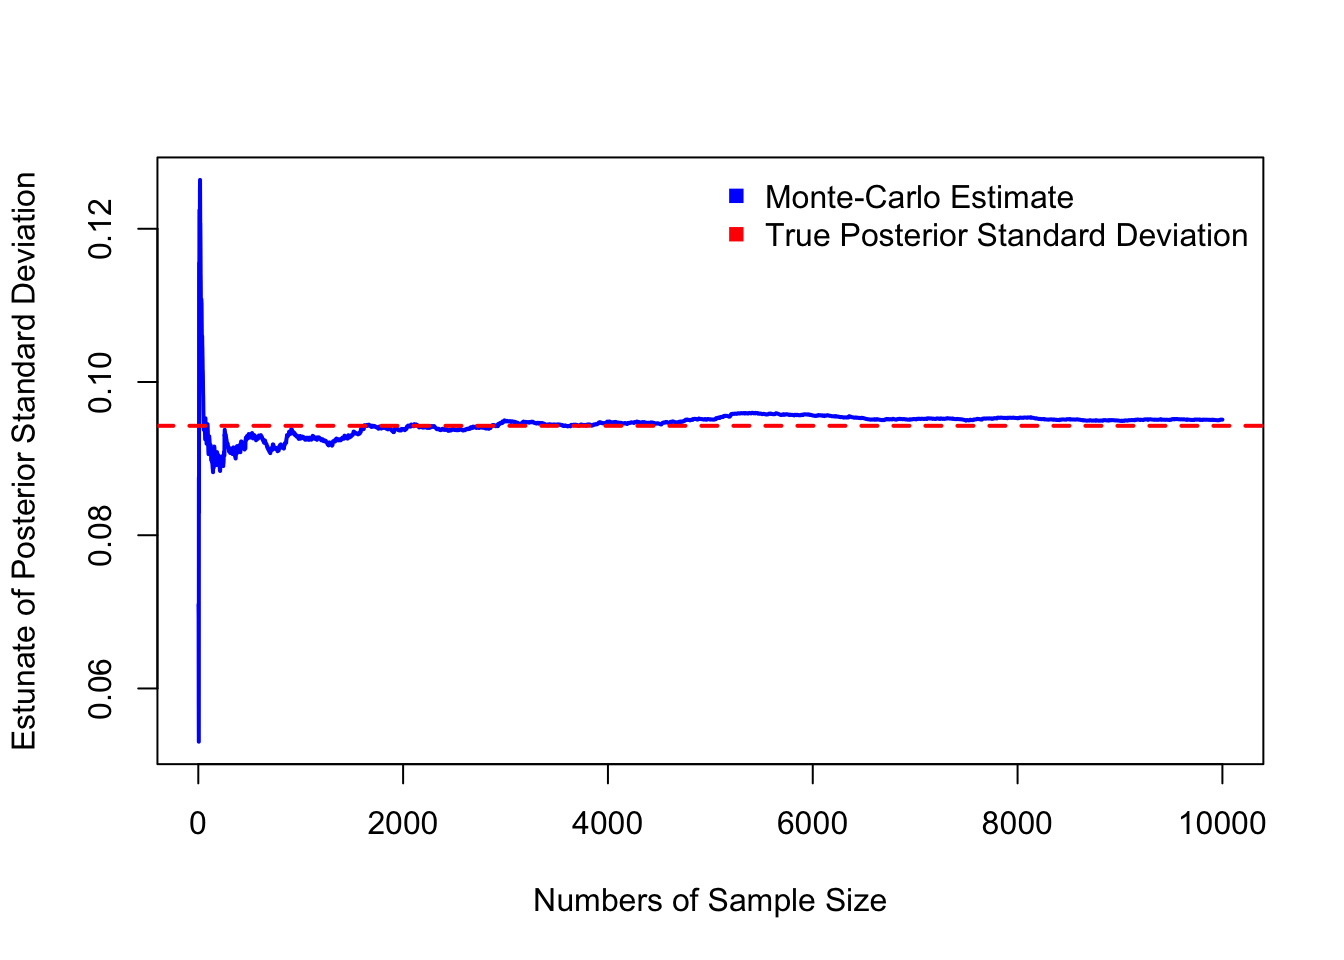 Monte-Carlo Estimate
True Posterior Standard Deviation
Estunate of Posterior Standard Deviation
0.12
0.10
0.08
0.06
0 2000 4000 6000 8000 10000
Numbers of Sample Size